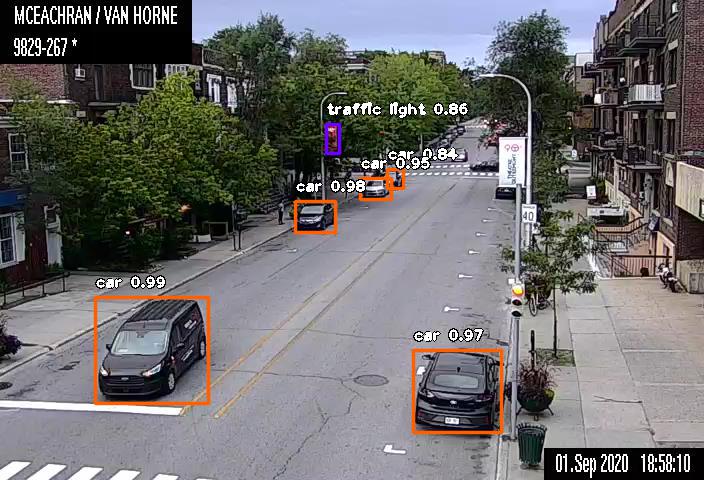 MCEACHRAN / VAN HORNE
9829-267 *
traffic light 0.86
car 0.84
car 0.95
car 0.98
car 0.99
car 0.97
40
01.Sep 2020 18:58:10